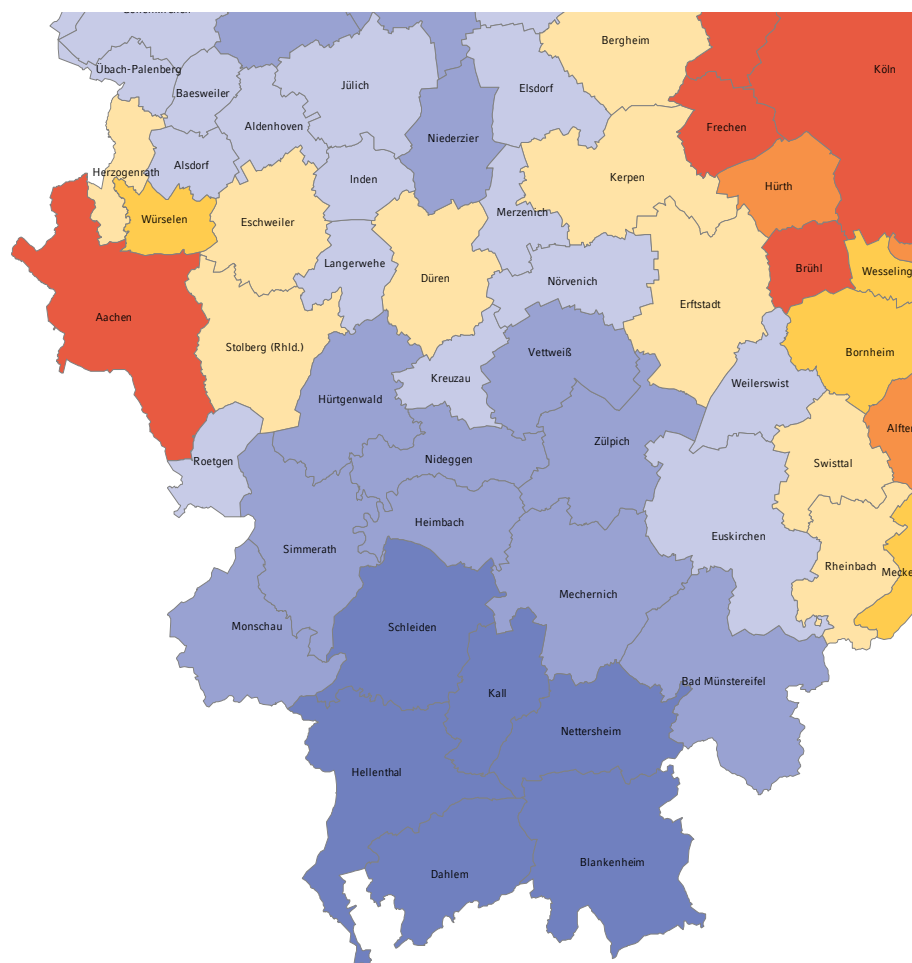 Bergheim
Köln
Übach-Palenberg
Baesweiler
Jülich
Elsdorf
Aldenhoven
Niederzier
Frechen
Herzogenrath
Alsdorf
Inden
Kerpen
Hürth
Würselen
Eschweiler
Merzenich
Langerwehe
Düren
Nörvenich
Brühl
Wesseling
Aachen
Erftstadt
Stolberg (Rhld.)
Vettweiß
Bornheim
Kreuzau
Weilerswist
Hürtgenwald
Zülpich
Alfter
Roetgen
Nideggen
Swisttal
Heimbach
Euskirchen
Simmerath
Rheinbach
Mecke
Mechernich
Monschau
Schleiden
Bad Münstereifel
Kall
Nettersheim
Hellenthal
Blankenheim
Dahlem